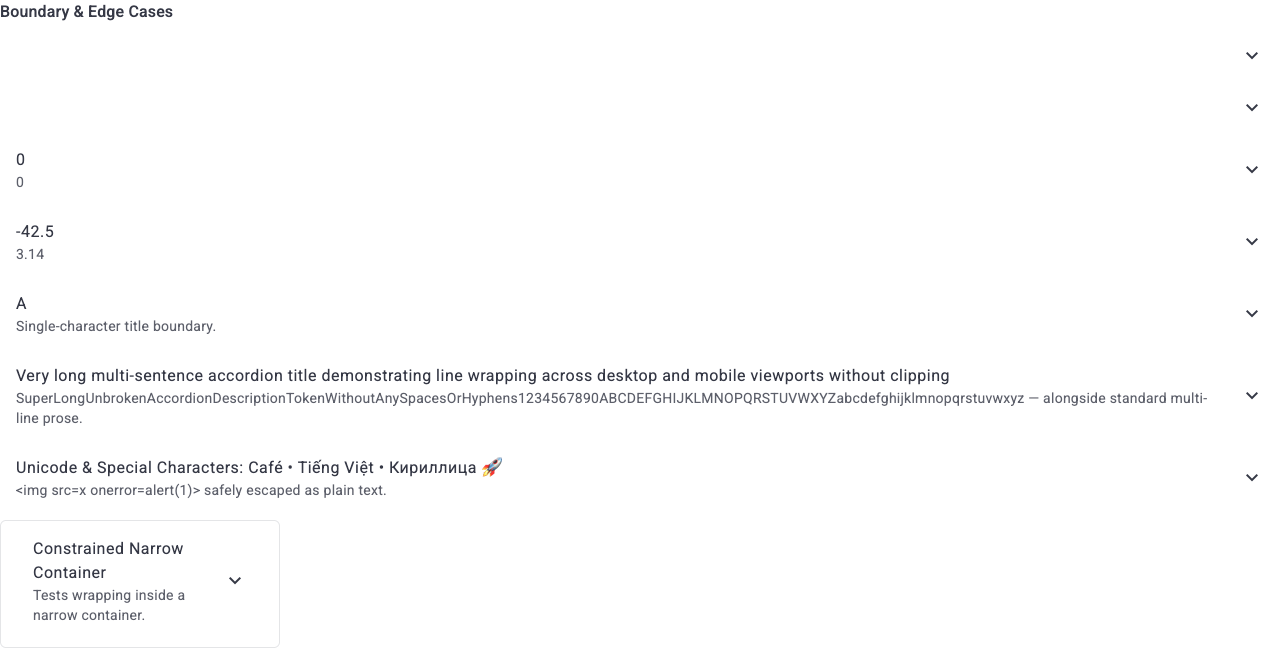 Boundary & Edge Cases
0
0
-42.5
3.14
A
Single-character title boundary.
Very long multi-sentence accordion title demonstrating line wrapping across desktop and mobile viewports without clipping
SuperLongUnbrokenAccordionDescriptionTokenWithoutAnySpacesOrHyphens1234567890ABCDEFGHIJKLMNOPQRSTUVWXYZabcdefghijklmnopqrstuvwxyz — alongside standard multi-
line prose.
Unicode & Special Characters: Café • Tiếng Việt • Кириллица 🚀
<img src=x onerror=alert(1)> safely escaped as plain text.
Constrained Narrow
Container
Tests wrapping inside a
narrow container.